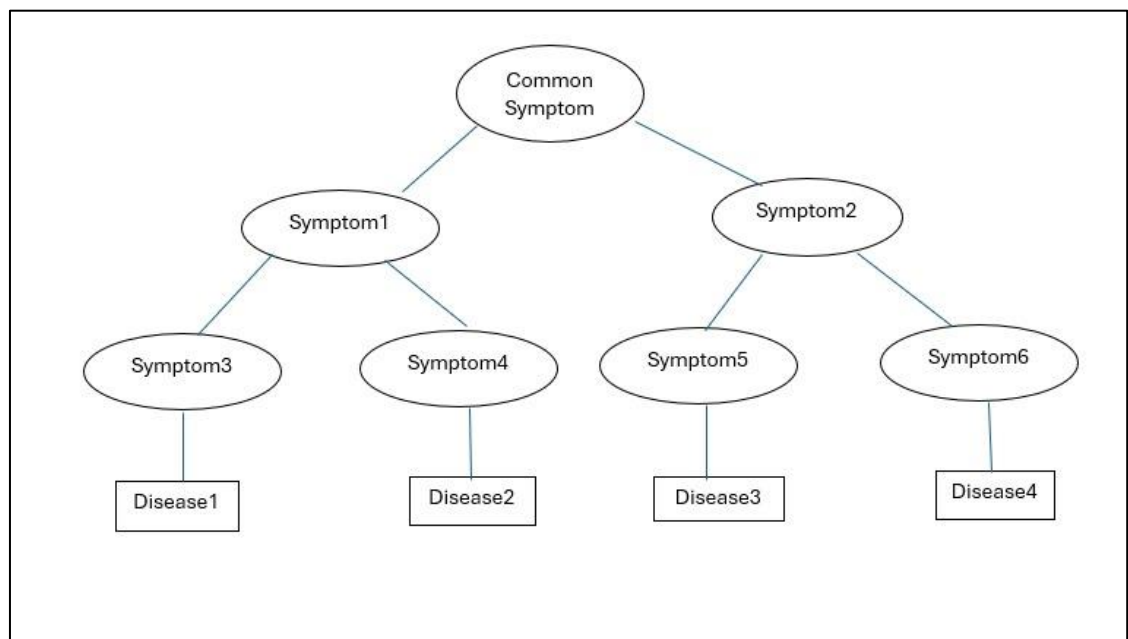 Common
Symptom
Symptom1
Symptom2
Symptom3
Symptom4
Symptom5
Symptom6
Disease1
Disease2
Disease3
Disease4